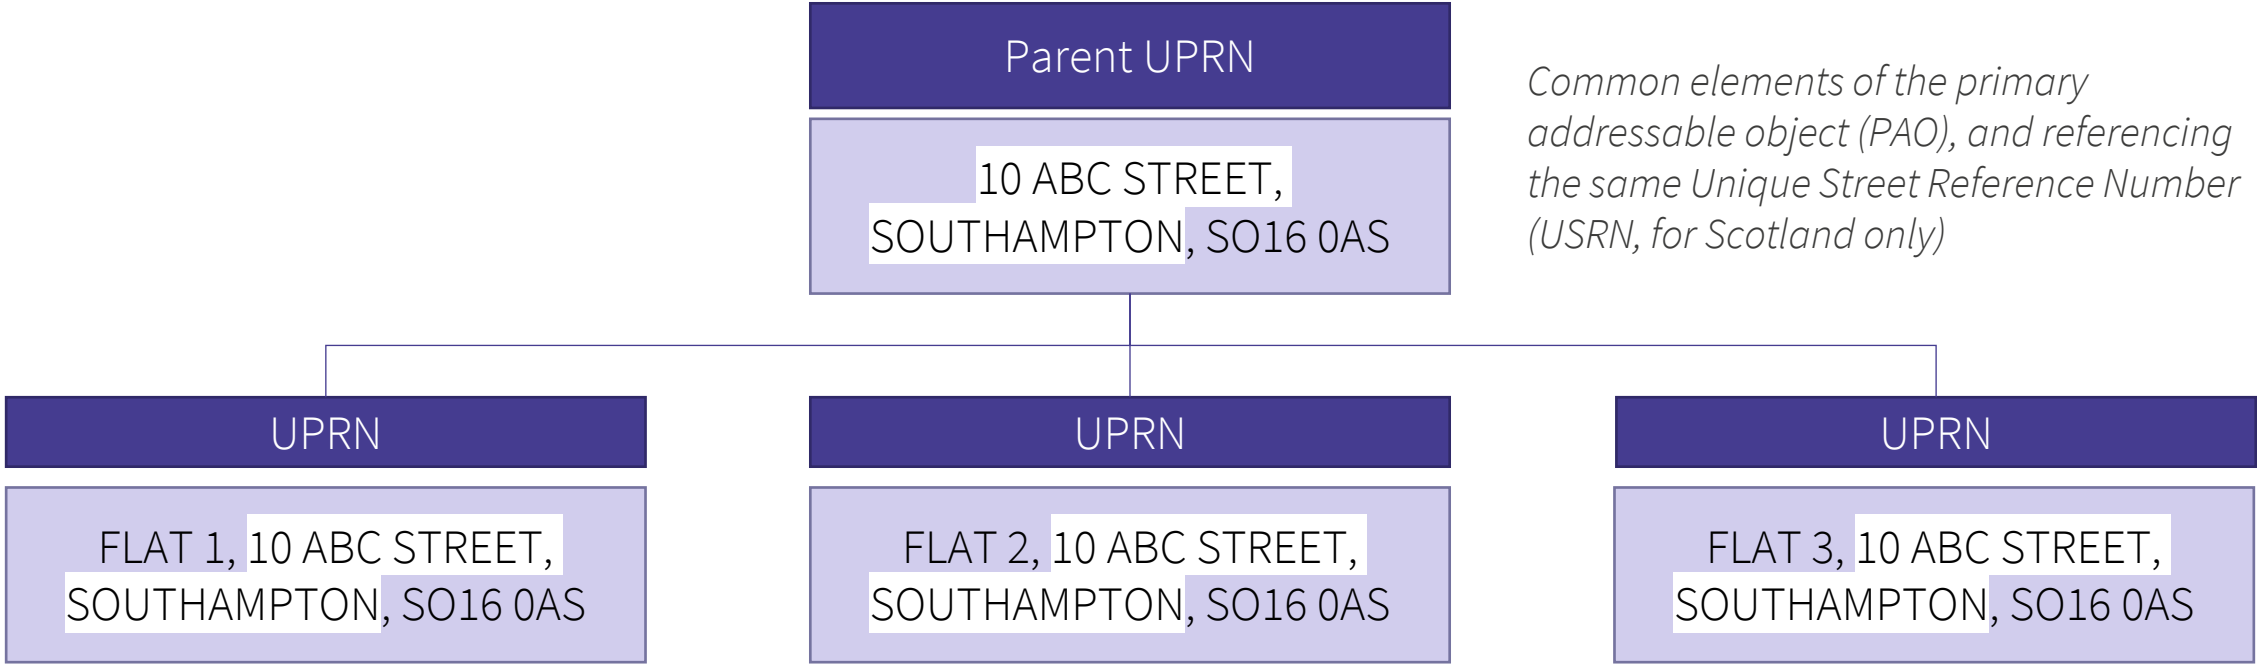 Parent UPRN
10 ABC STREET,
SOUTHAMPTON, SO16 0AS
Common elements of the primary
addressable object (PAO), and referencing
the same Unique Street Reference Number
(USRN, for Scotland only)
UPRN
FLAT 1, 10 ABC STREET,
SOUTHAMPTON, SO16 0AS
UPRN
FLAT 2, 10 ABC STREET,
SOUTHAMPTON, SO16 0AS
UPRN
FLAT 3, 10 ABC STREET,
SOUTHAMPTON, SO16 0AS